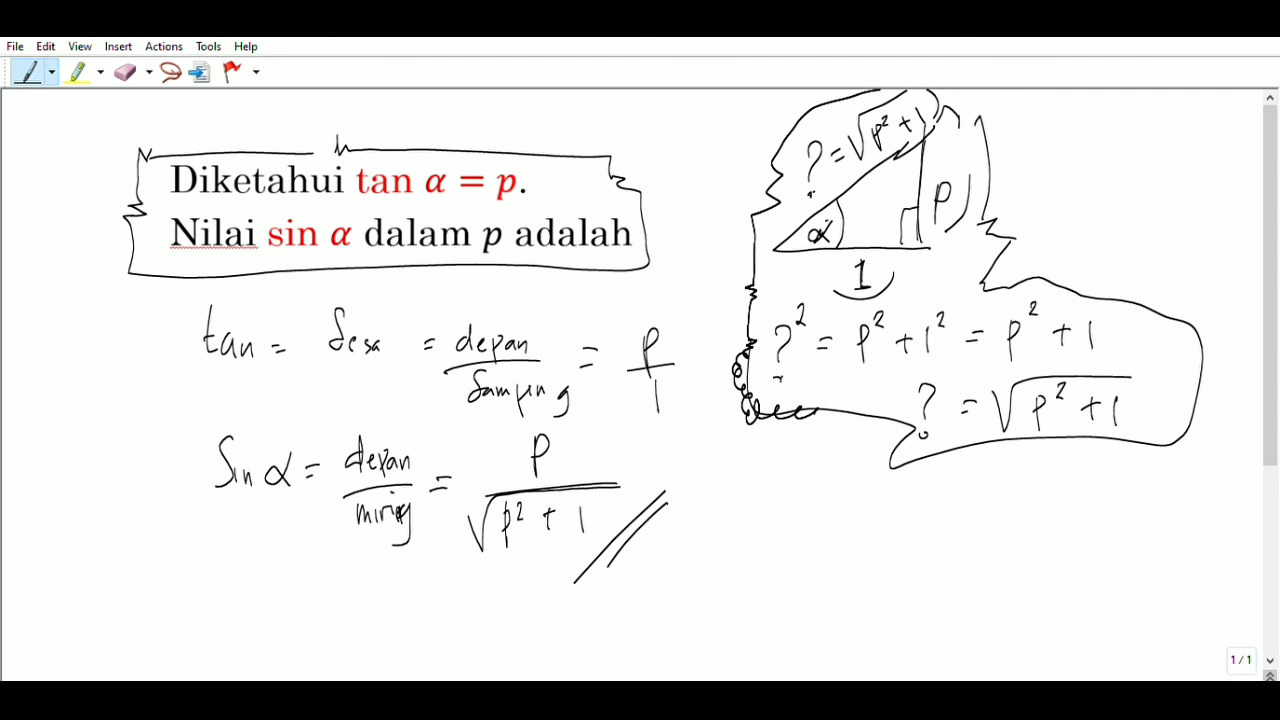 File Edit View Insert Actions Tools Help
Diketahui tan α = p.
Nilai sin α dalam p adalah
tan = desa = depan/samping = p/1
Sin α = depan/miring = p/√(p² + 1)
? = √(p² + 1)
α
p
1
?² = p² + 1² = p² + 1
? = √(p² + 1)
1 / 1